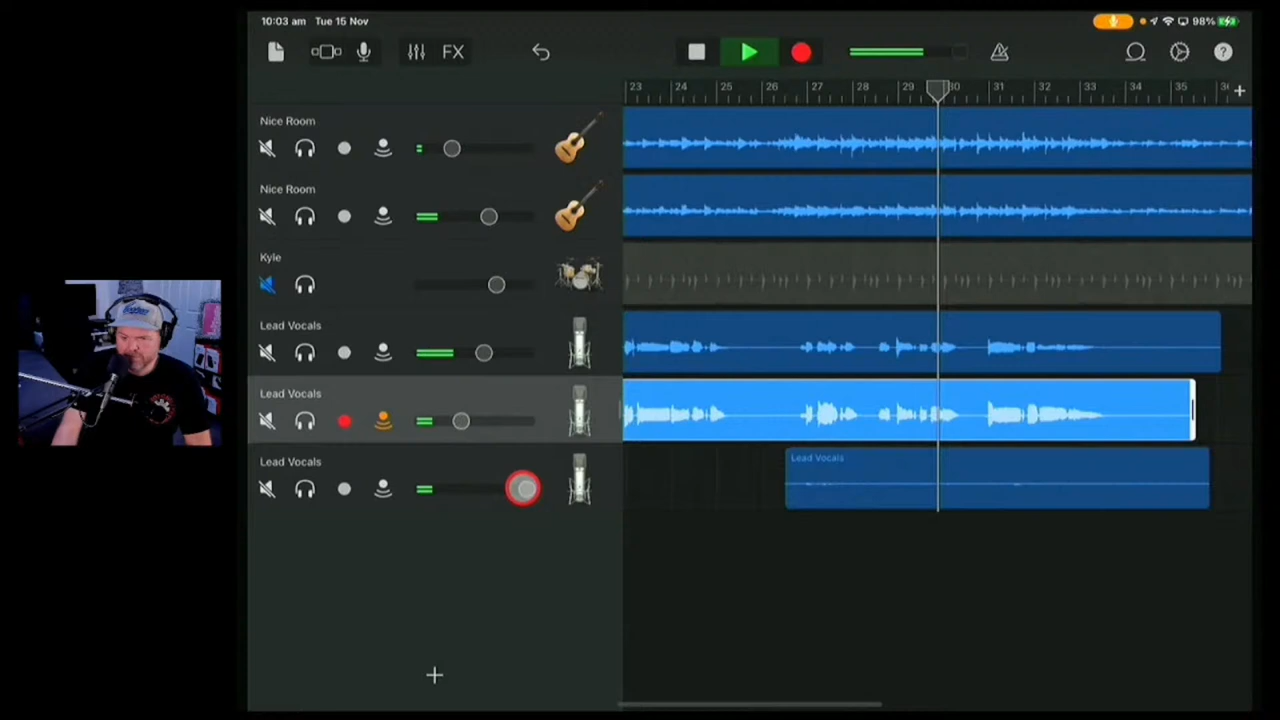 10:03 am Tue 15 Nov
98%
FX
?
23 24 25 26 27 28 29 30 31 32 33 34 35
Nice Room
Nice Room
Kyle
Lead Vocals
Lead Vocals
Lead Vocals
Lead Vocals